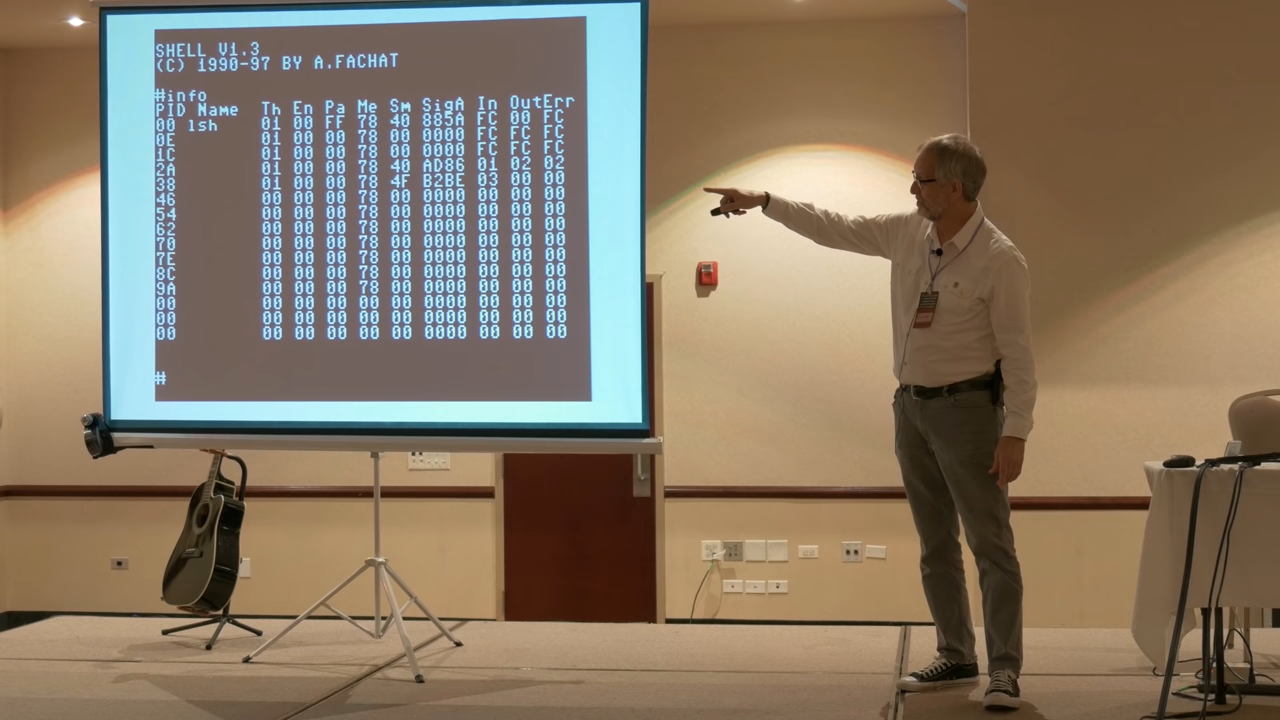 SHELL V1.3
(C) 1990-97 BY A.FACHAT
#info
PID Name Th En Pa Me Sm SigA In OutErr
00 lsh 01 00 FF 78 40 885A FC 00 FC
0E 01 00 00 78 00 0000 FC FC FC
1C 01 00 00 78 00 0000 FC FC FC
2A 01 00 00 78 40 AD86 01 02 02
38 01 00 00 78 4F B2BE 03 00 00
46 00 00 00 78 00 0000 00 00 00
54 00 00 00 78 00 0000 00 00 00
62 00 00 00 78 00 0000 00 00 00
70 00 00 00 78 00 0000 00 00 00
7E 00 00 00 78 00 0000 00 00 00
8C 00 00 00 78 00 0000 00 00 00
9A 00 00 00 78 00 0000 00 00 00
00 00 00 00 00 00 0000 00 00 00
00 00 00 00 00 00 0000 00 00 00
00 00 00 00 00 00 0000 00 00 00
#